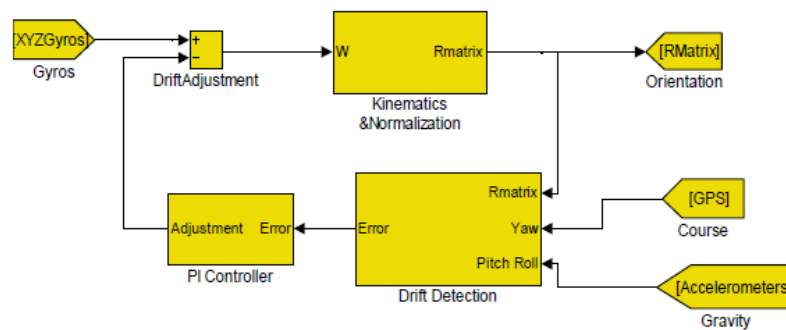 [XYZGyros]
Gyros
+
−
DriftAdjustment
W
Rmatrix
Kinematics
&Normalization
[RMatrix]
Orientation
Rmatrix
Yaw
Pitch Roll
Error
Drift Detection
[GPS]
Course
[Accelerometers
Gravity
Adjustment
Error
PI Controller